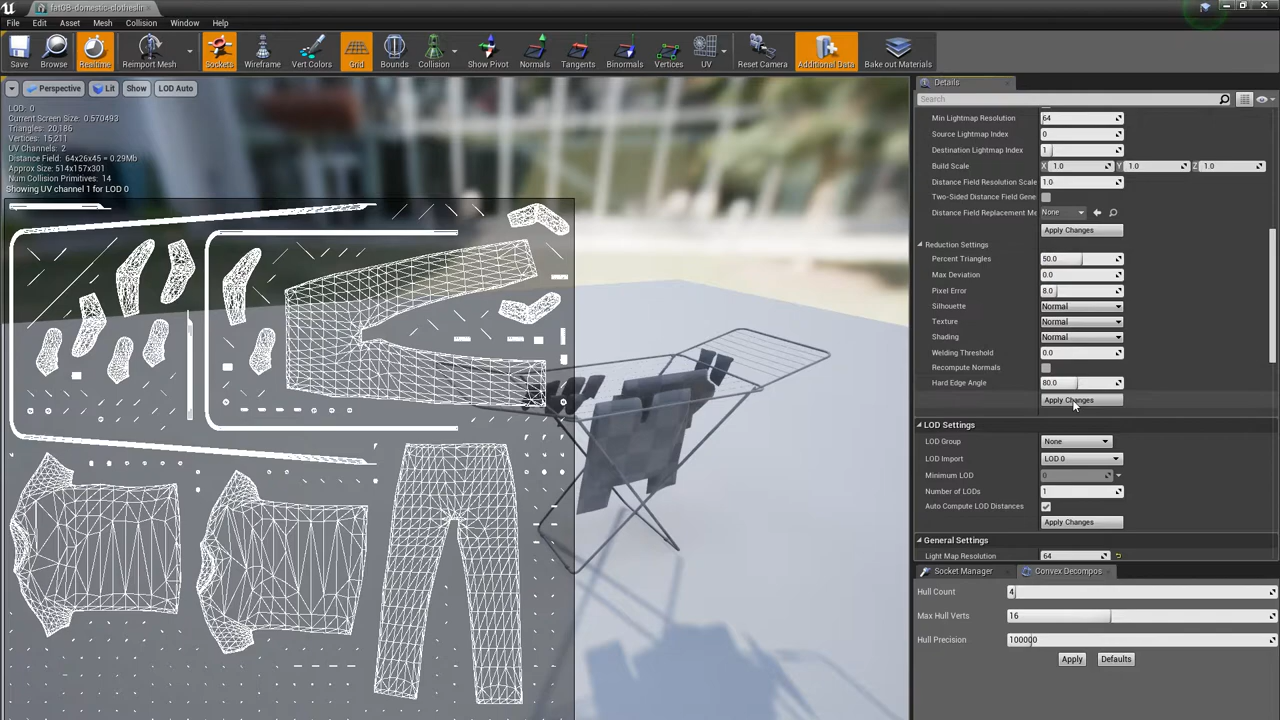 fatGB-domestic-clotheslin
File Edit Asset Mesh Collision Window Help
Save Browse Realtime Reimport Mesh Sockets Wireframe Vert Colors Grid Bounds Collision Show Pivot Normals Tangents Binormals Vertices UV Reset Camera Additional Data Bake out Materials
Perspective Lit Show LOD Auto
LOD: 0
Current Screen Size: 0.570493
Triangles: 20,186
Vertices: 15,211
UV Channels: 2
Distance Field: 64x26x45 = 0.29Mb
Approx Size: 514x157x301
Num Collision Primitives: 14
Showing UV channel 1 for LOD 0
Details
Search
Min Lightmap Resolution 64
Source Lightmap Index 0
Destination Lightmap Index 1
Build Scale X 1.0 Y 1.0 Z 1.0
Distance Field Resolution Scale 1.0
Two-Sided Distance Field Gene
Distance Field Replacement Me None
Apply Changes
Reduction Settings
Percent Triangles 50.0
Max Deviation 0.0
Pixel Error 8.0
Silhouette Normal
Texture Normal
Shading Normal
Welding Threshold 0.0
Recompute Normals
Hard Edge Angle 80.0
Apply Changes
LOD Settings
LOD Group None
LOD Import LOD 0
Minimum LOD 0
Number of LODs 1
Auto Compute LOD Distances
Apply Changes
General Settings
Light Map Resolution 64
Socket Manager Convex Decompos
Hull Count 4
Max Hull Verts 16
Hull Precision 100000
Apply Defaults